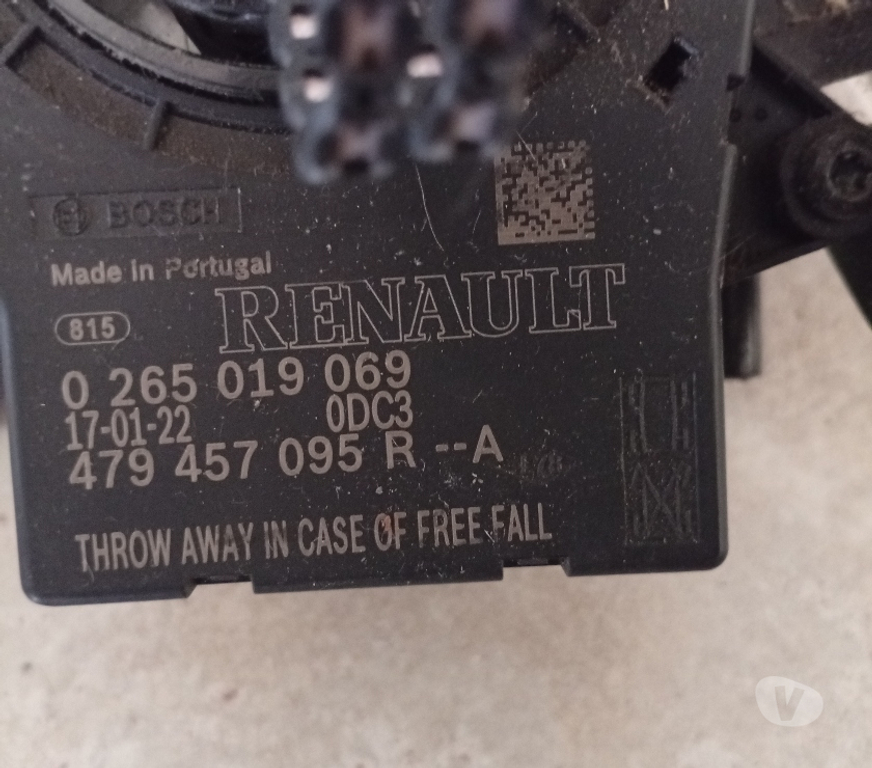 BOSCH
Made in Portugal
RENAULT
815
0 265 019 069
17-01-22 0DC3
479 457 095 R --A
THROW AWAY IN CASE OF FREE FALL
V